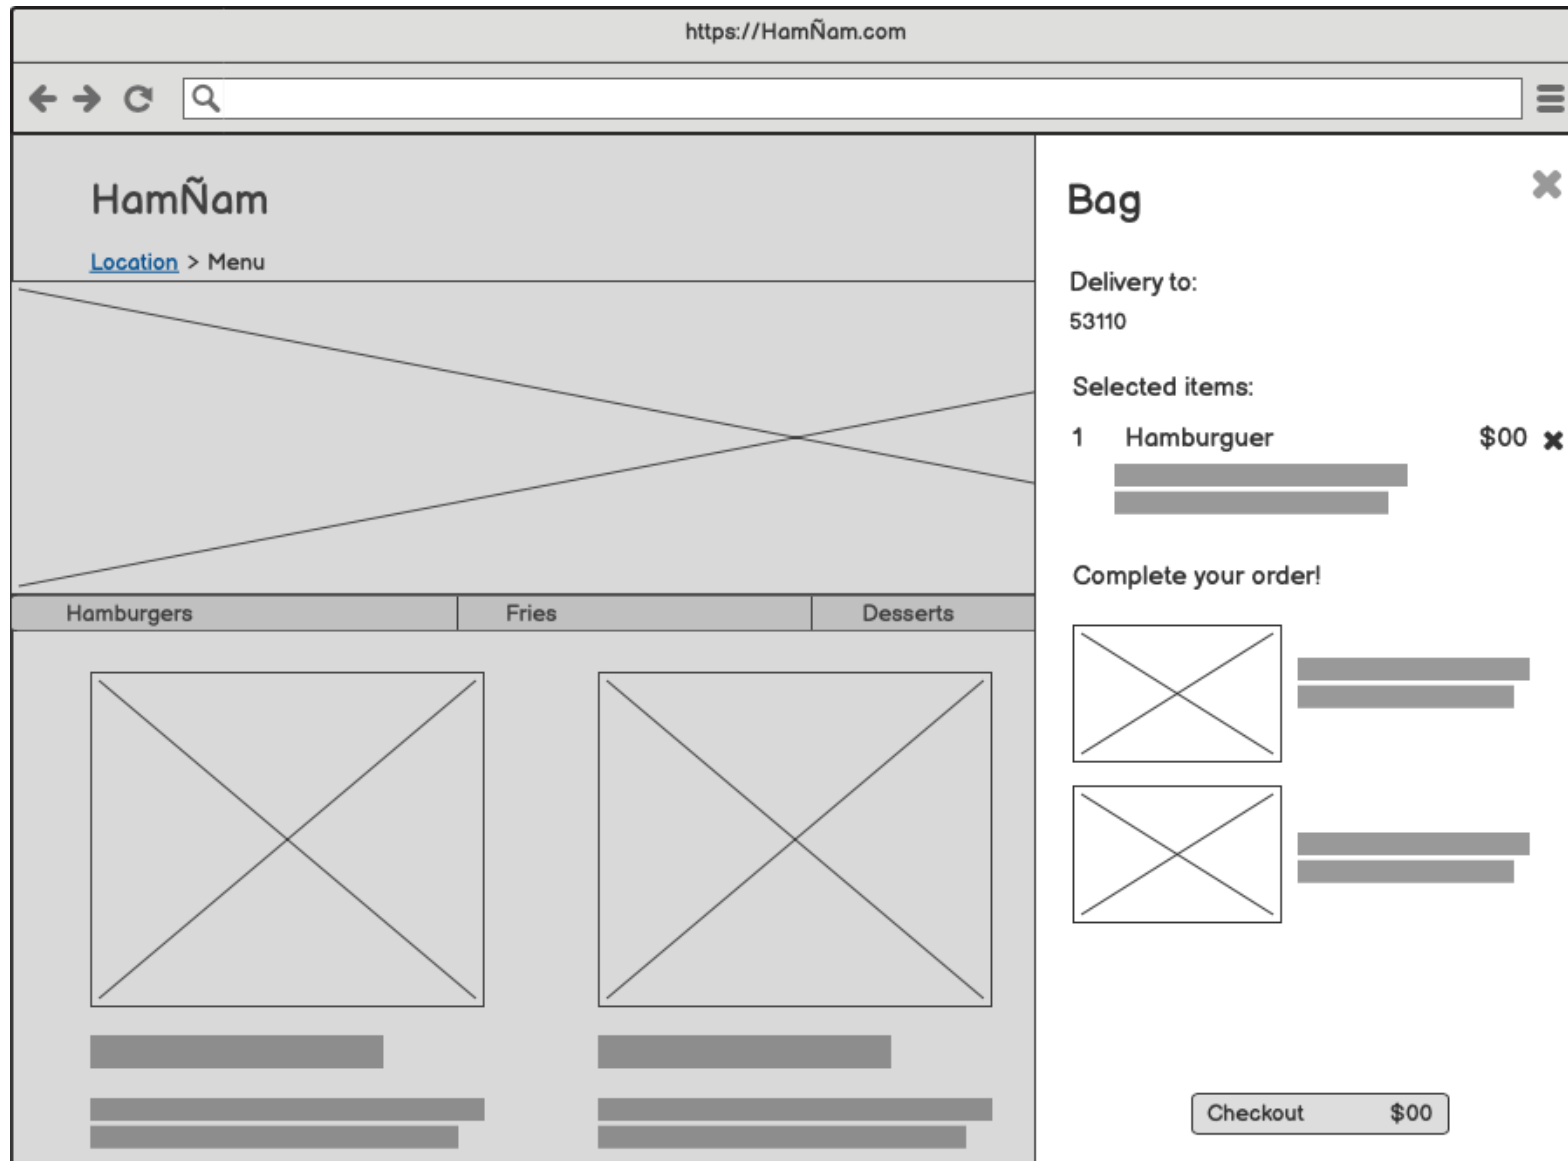 https://HamÑam.com
HamÑam
Location > Menu
Hamburgers
Fries
Desserts
Bag
Delivery to:
53110
Selected items:
1 Hamburguer $00
Complete your order!
Checkout $00